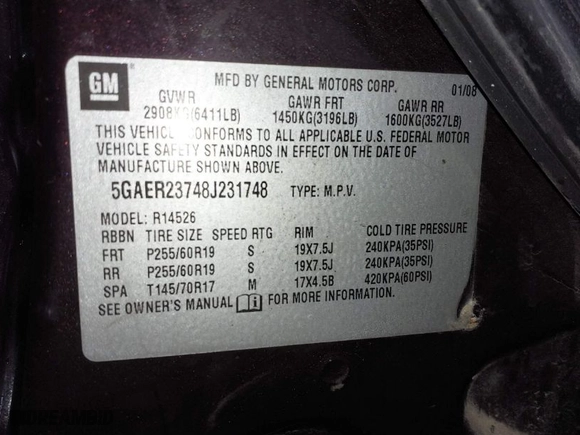 GM
MFD BY GENERAL MOTORS CORP. 01/08
GVWR GAWR FRT GAWR RR
2908KG(6411LB) 1450KG(3196LB) 1600KG(3527LB)
THIS VEHICLE CONFORMS TO ALL APPLICABLE U.S. FEDERAL MOTOR
VEHICLE SAFETY STANDARDS IN EFFECT ON THE DATE OF
MANUFACTURE SHOWN ABOVE.
5GAER23748J231748 TYPE: M.P.V.
MODEL: R14526
RBBN TIRE SIZE SPEED RTG RIM COLD TIRE PRESSURE
FRT P255/60R19 S 19X7.5J 240KPA(35PSI)
RR P255/60R19 S 19X7.5J 240KPA(35PSI)
SPA T145/70R17 M 17X4.5B 420KPA(60PSI)
SEE OWNER'S MANUAL FOR MORE INFORMATION.